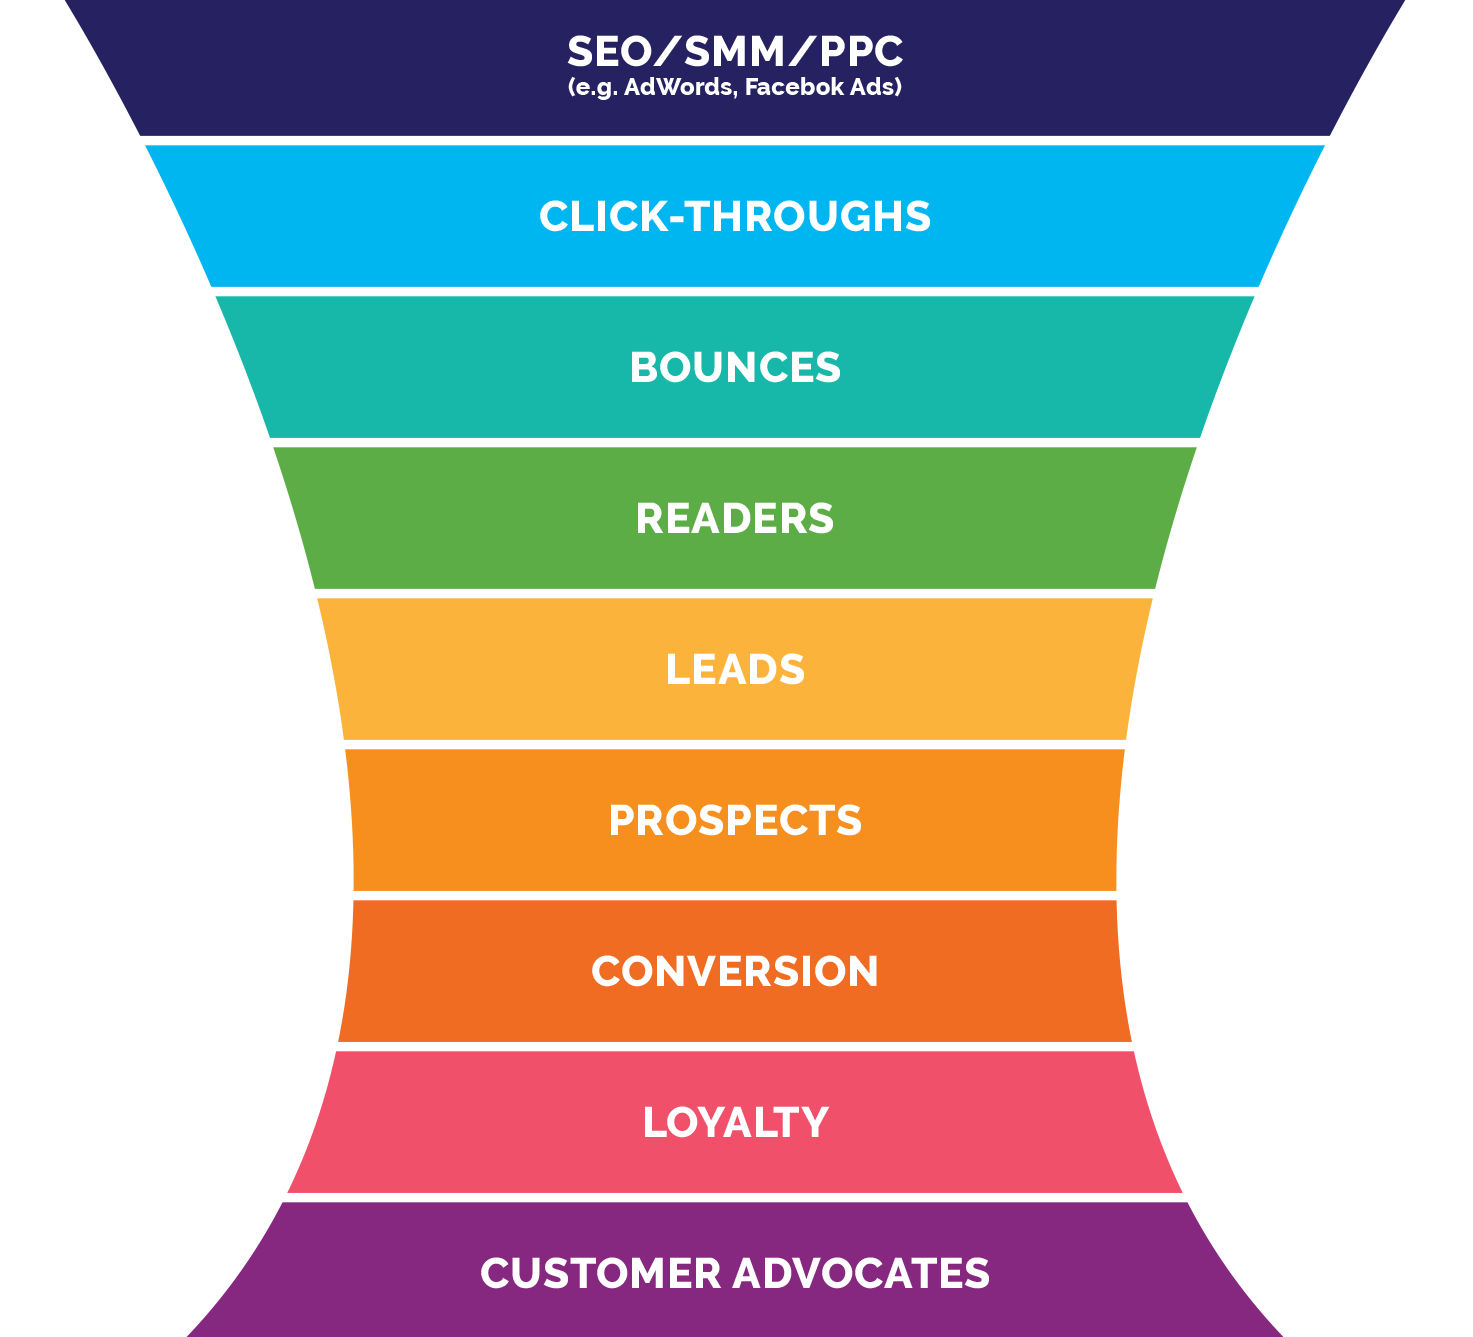 SEO/SMM/PPC
(e.g. AdWords, Facebok Ads)
CLICK-THROUGHS
BOUNCES
READERS
LEADS
PROSPECTS
CONVERSION
LOYALTY
CUSTOMER ADVOCATES